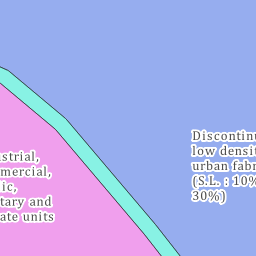 Discontinu
low densit
urban fabr
(S.L. : 10%
30%)
strial,
mercial,
ic,
tary and
ate units